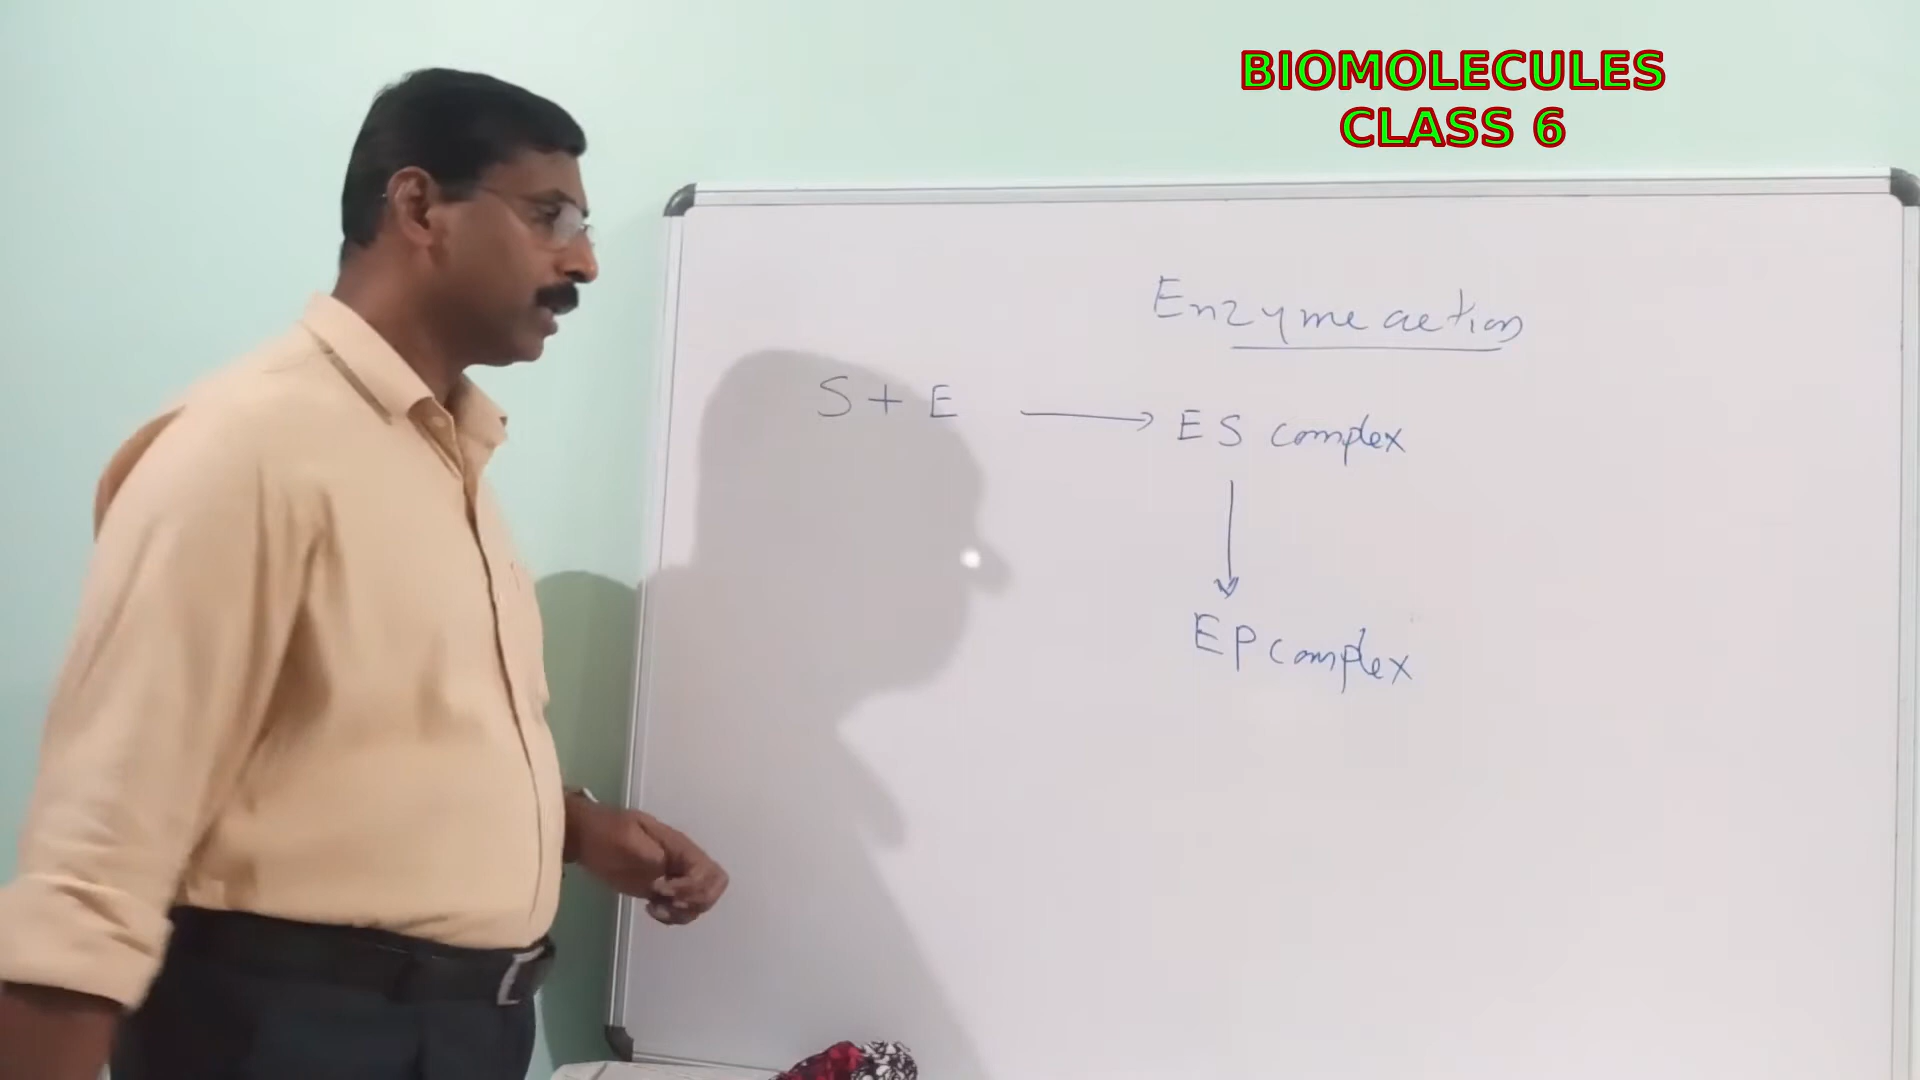 BIOMOLECULES
CLASS 6
Enzyme action
S + E → ES complex
↓
EP complex